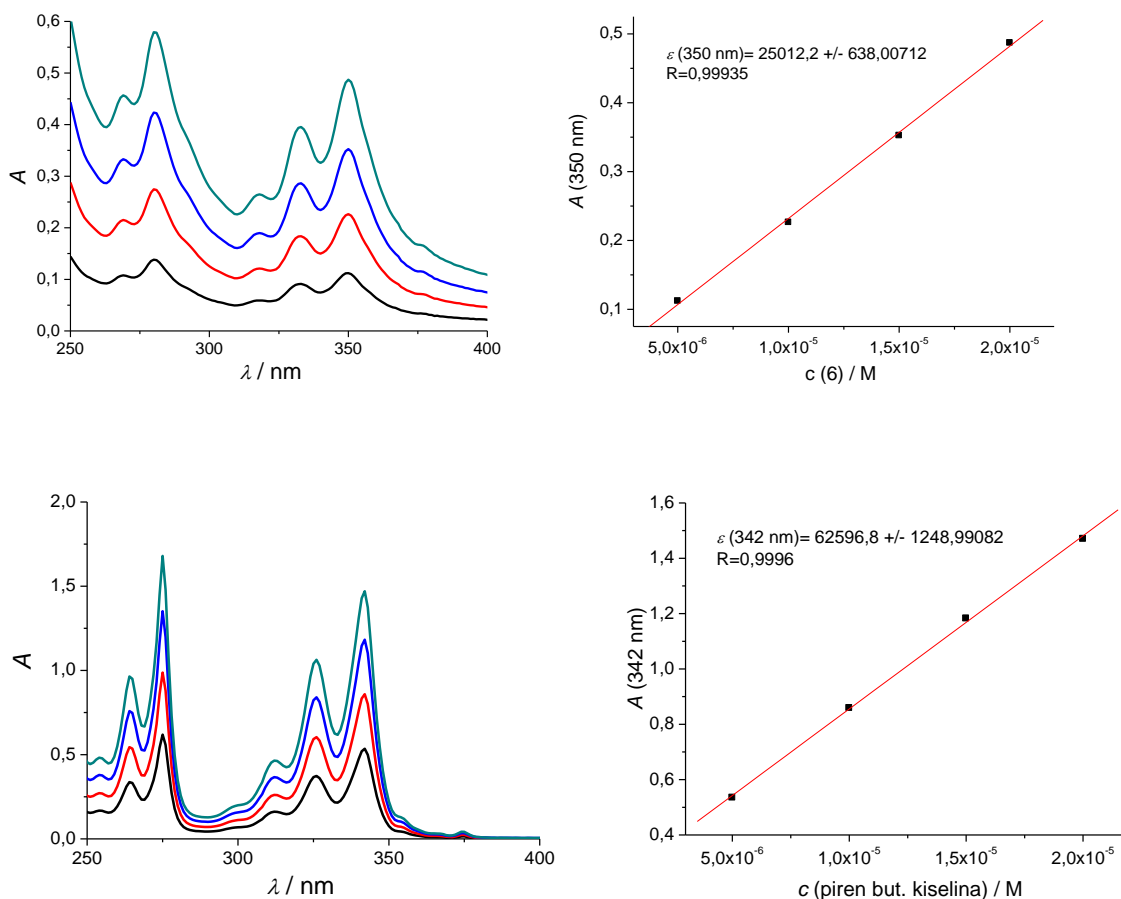 0,6
0,5
0,4
0,3
0,2
0,1
0,0
A
250
300
350
400
λ / nm
ε (350 nm)= 25012,2 +/- 638,00712
R=0,99935
0,5
0,4
0,3
0,2
0,1
A (350 nm)
5,0x10⁻⁶
1,0x10⁻⁵
1,5x10⁻⁵
2,0x10⁻⁵
c (6) / M
2,0
1,5
1,0
0,5
0,0
A
250
300
350
400
λ / nm
ε (342 nm)= 62596,8 +/- 1248,99082
R=0,9996
1,6
1,4
1,2
1,0
0,8
0,6
0,4
A (342 nm)
5,0x10⁻⁶
1,0x10⁻⁵
1,5x10⁻⁵
2,0x10⁻⁵
c (piren but. kiselina) / M